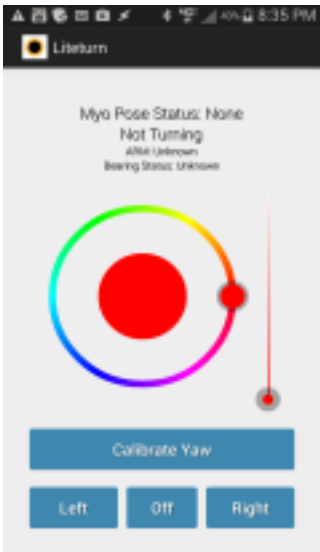 40% 8:35 PM
Liteturn
Myo Pose Status: None
Not Turning
ARM: Unknown
Bearing Status: Unknown
Calibrate Yaw
Left Off Right